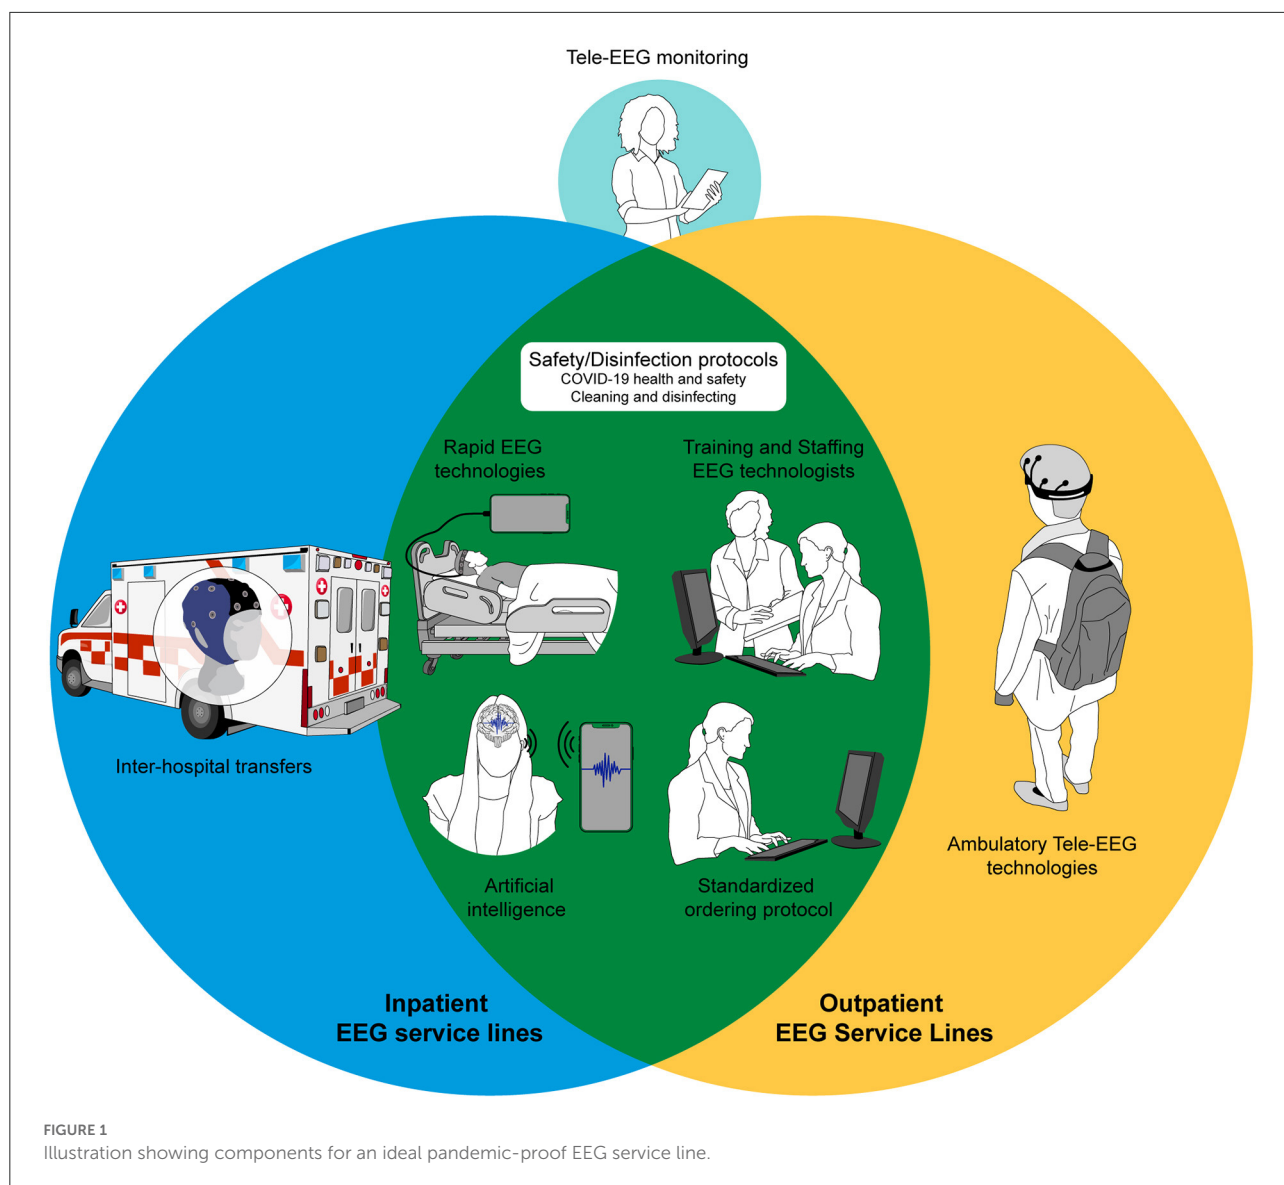 Tele-EEG monitoring
Safety/Disinfection protocols
COVID-19 health and safety
Cleaning and disinfecting
Rapid EEG
technologies
Training and Staffing
EEG technologists
Inter-hospital transfers
Artificial
intelligence
Standardized
ordering protocol
Ambulatory Tele-EEG
technologies
Inpatient
EEG service lines
Outpatient
EEG Service Lines
FIGURE 1
Illustration showing components for an ideal pandemic-proof EEG service line.